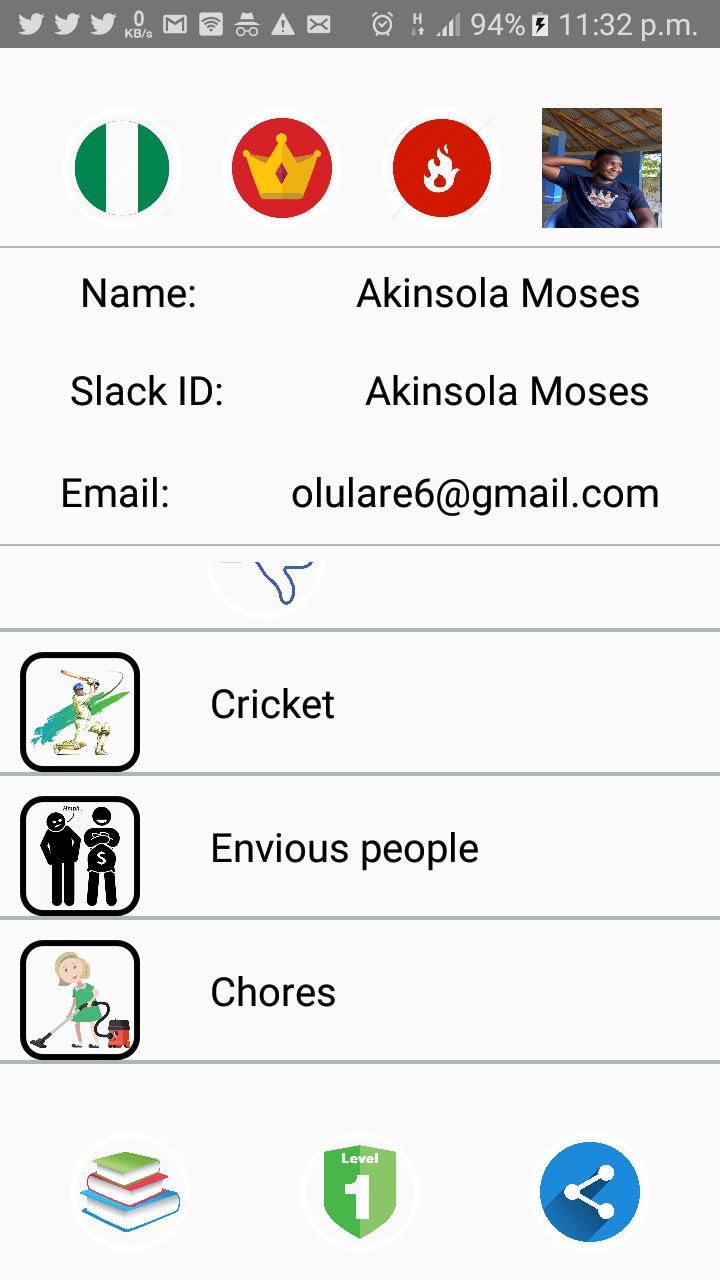 0
KB/s
H
94%
11:32 p.m.
Name: Akinsola Moses
Slack ID: Akinsola Moses
Email: olulare6@gmail.com
Cricket
Hmph..
Envious people
Chores
Level
1